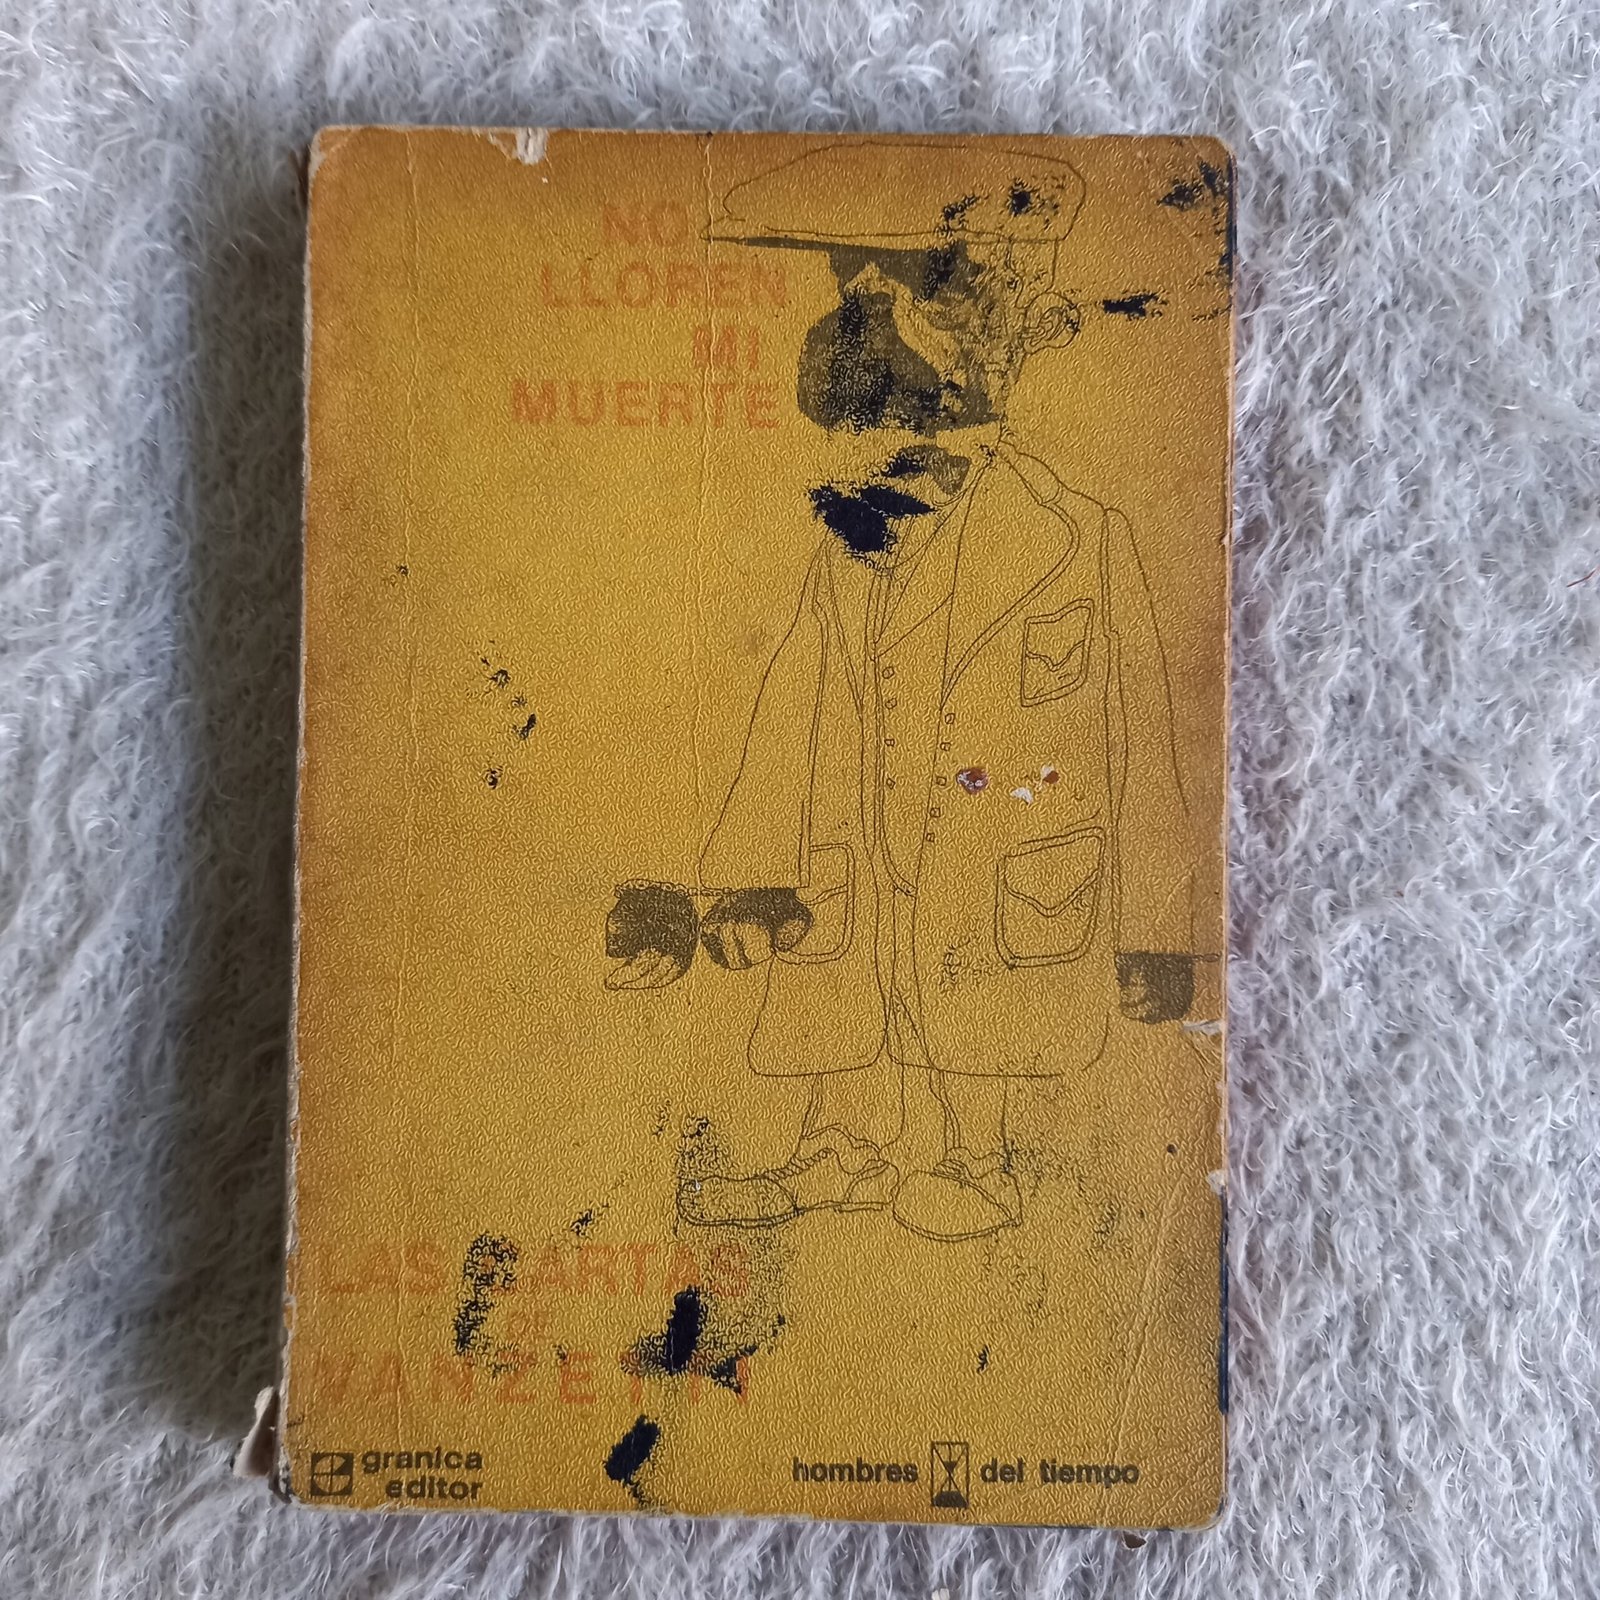 NO
LLOREN
MI
MUERTE
LAS CARTAS
DE
VANZETTI
granica
editor
hombres del tiempo